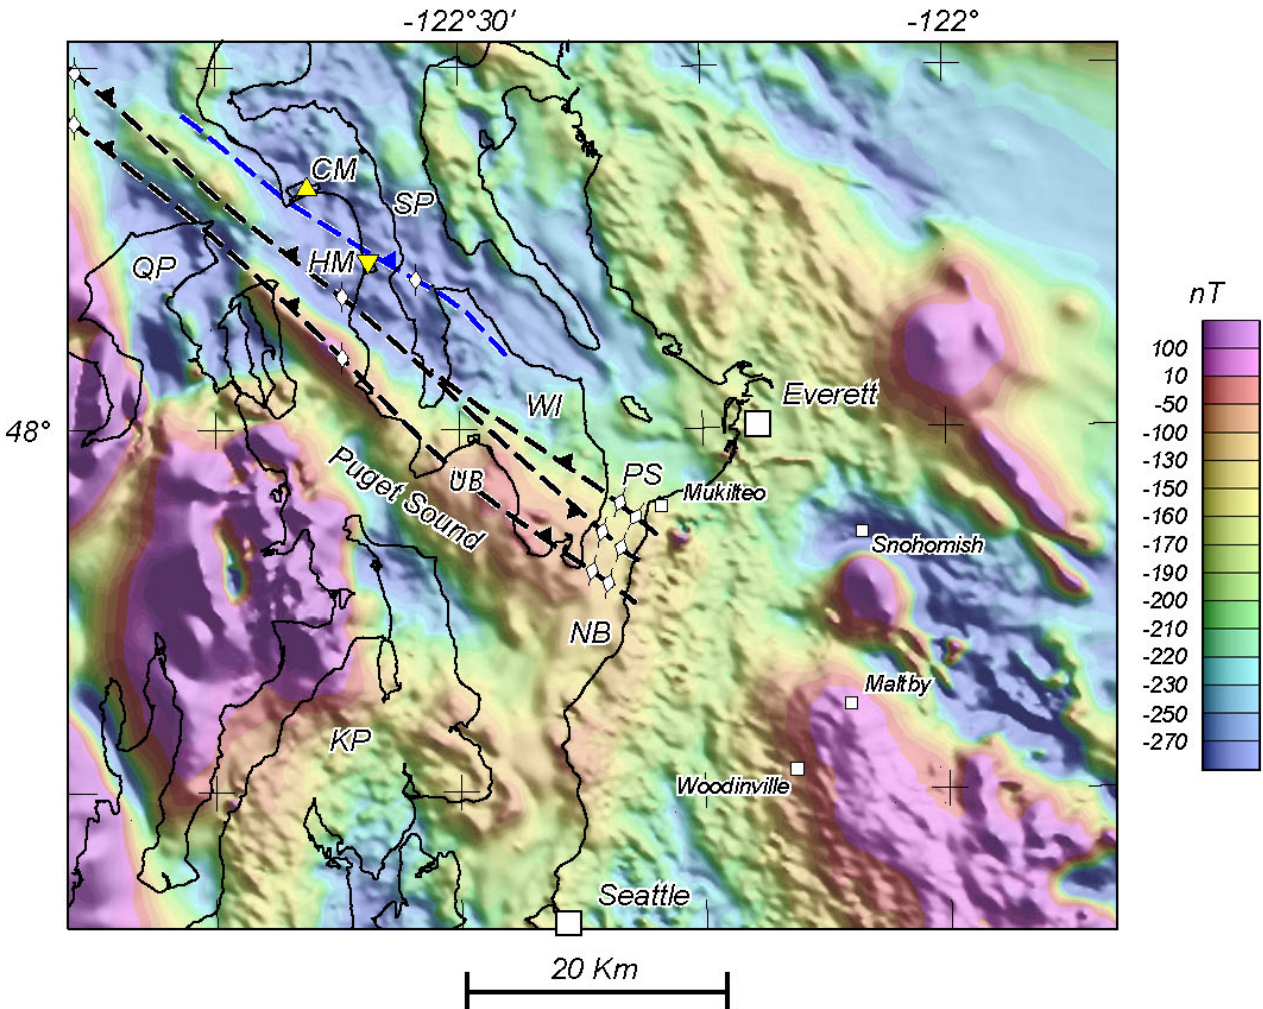 -122°30'
-122°
CM
SP
HM
QP
nT
100
10
-50
-100
-130
-150
-160
-170
-190
-200
-210
-220
-230
-250
-270
WI
Everett
48°
Puget Sound
UB
PS
Mukilteo
Snohomish
NB
Maltby
KP
Woodinville
Seattle
20 Km